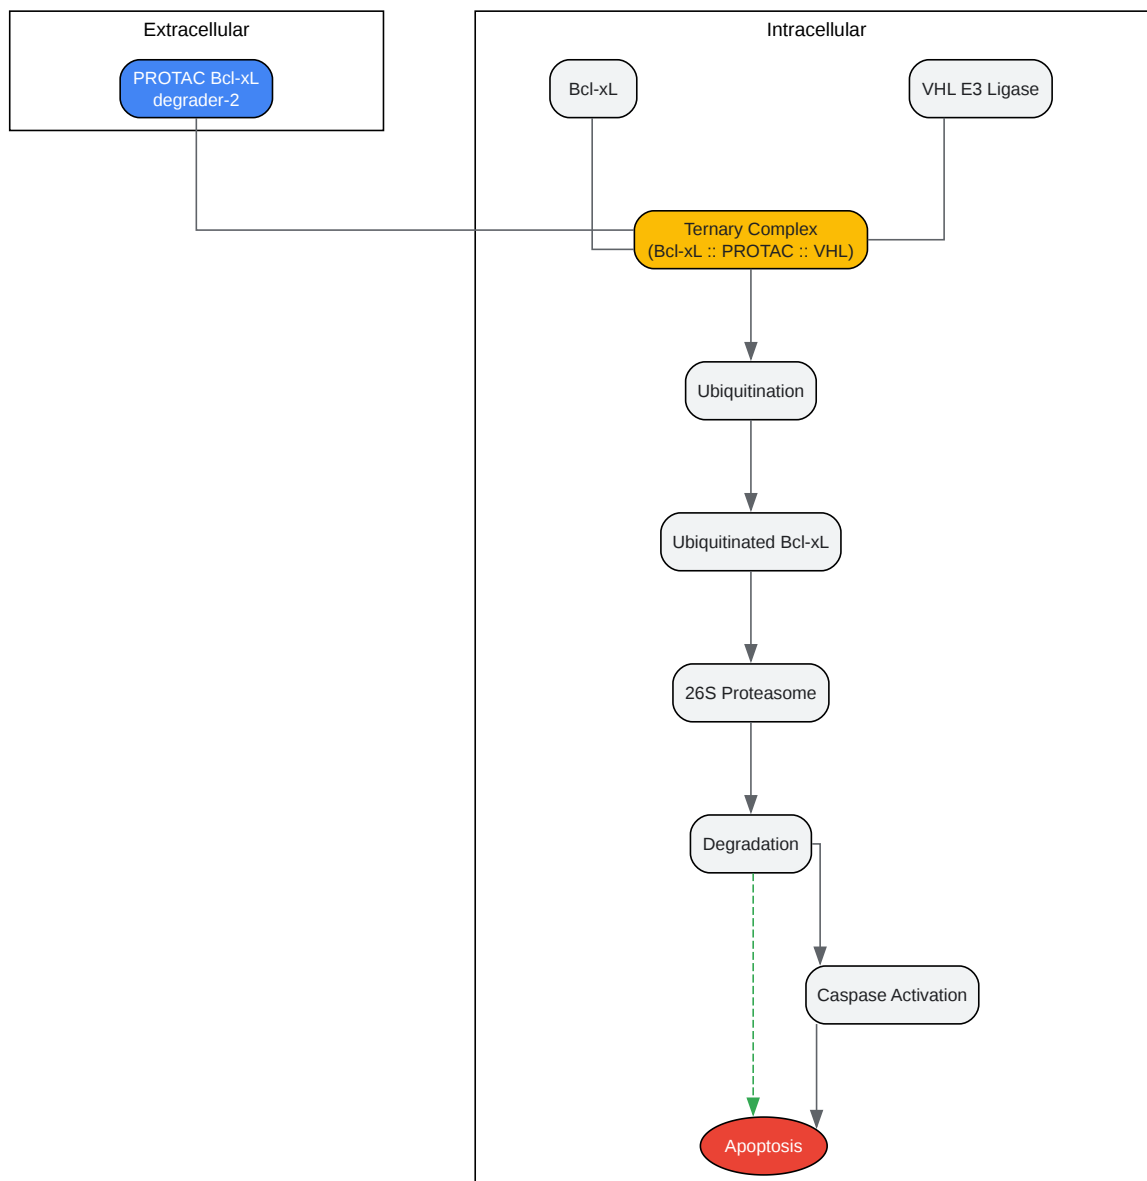 Extracellular
PROTAC Bcl-xL
degrader-2
Intracellular
Bcl-xL
VHL E3 Ligase
Ternary Complex
(Bcl-xL :: PROTAC :: VHL)
Ubiquitination
Ubiquitinated Bcl-xL
26S Proteasome
Degradation
Caspase Activation
Apoptosis